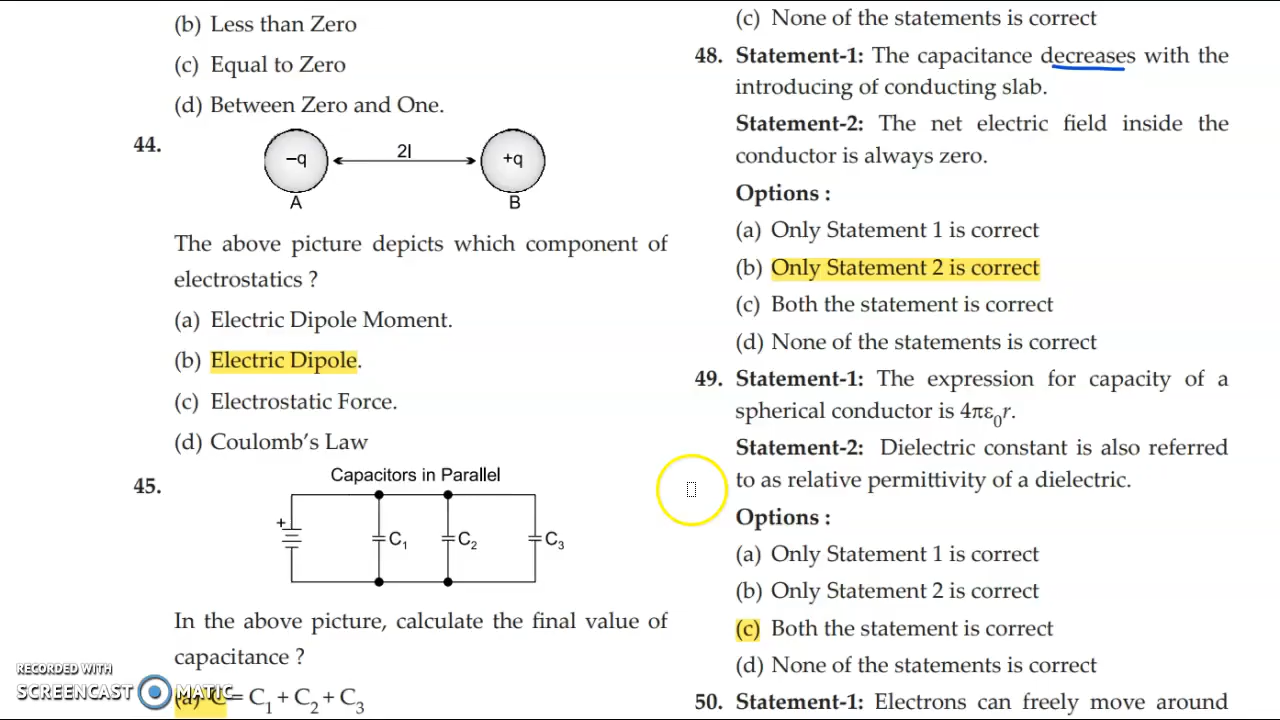 (b) Less than Zero
(c) Equal to Zero
(d) Between Zero and One.
44.
−q
2l
+q
A
B
The above picture depicts which component of
electrostatics ?
(a) Electric Dipole Moment.
(b) Electric Dipole.
(c) Electrostatic Force.
(d) Coulomb's Law
45.
Capacitors in Parallel
+
C1
C2
C3
In the above picture, calculate the final value of
capacitance ?
(a) C = C1 + C2 + C3
RECORDED WITH
SCREENCAST MATIC
(c) None of the statements is correct
48. Statement-1: The capacitance decreases with the
introducing of conducting slab.
Statement-2: The net electric field inside the
conductor is always zero.
Options :
(a) Only Statement 1 is correct
(b) Only Statement 2 is correct
(c) Both the statement is correct
(d) None of the statements is correct
49. Statement-1: The expression for capacity of a
spherical conductor is 4πε0r.
Statement-2: Dielectric constant is also referred
to as relative permittivity of a dielectric.
Options :
(a) Only Statement 1 is correct
(b) Only Statement 2 is correct
(c) Both the statement is correct
(d) None of the statements is correct
50. Statement-1: Electrons can freely move around